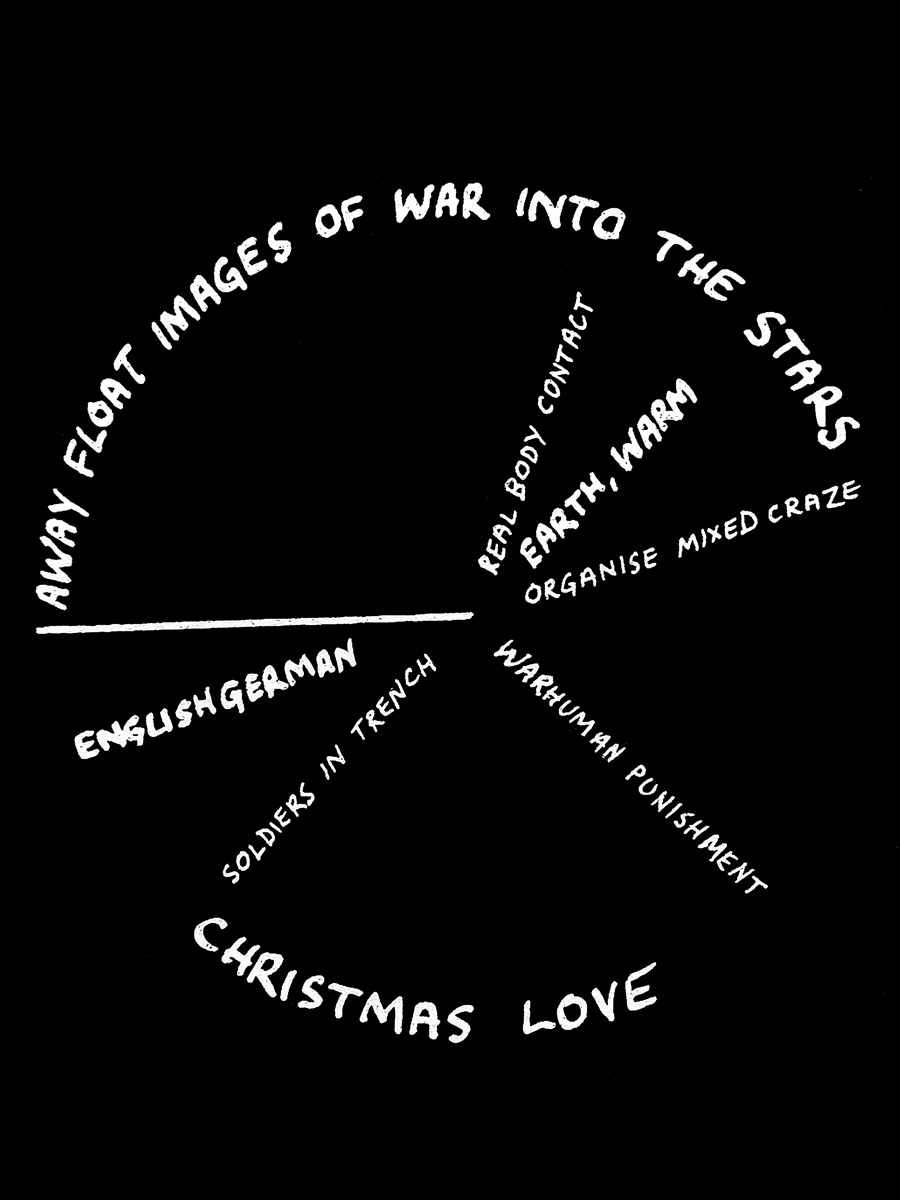 AWAY FLOAT IMAGES OF WAR INTO THE STARS
REAL BODY CONTACT
EARTH, WARM
ORGANISE MIXED CRAZE
ENGLISHGERMAN
SOLDIERS IN TRENCH
WARHUMAN PUNISHMENT
CHRISTMAS LOVE